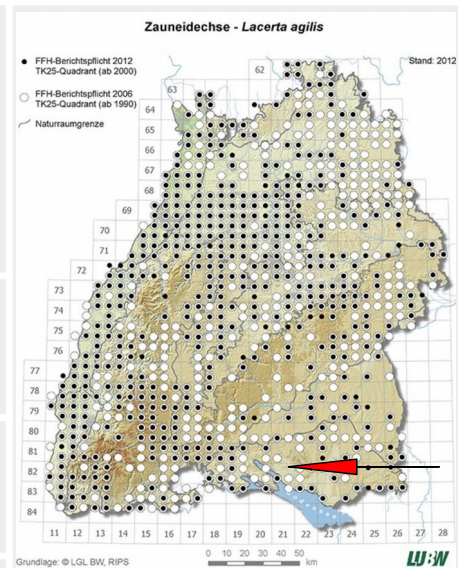 Zauneidechse - Lacerta agilis
FFH-Berichtspflicht 2012
TK25-Quadrant (ab 2000)
FFH-Berichtspflicht 2006
TK25-Quadrant (ab 1990)
Naturraumgrenze
Stand: 2012
62
63
64
65
66
67
68
69
70
71
72
73
74
75
76
77
78
79
80
81
82
83
84
11 12 13 14 15 16 17 18 19 20 21 22 23 24 25 26 27 28
Grundlage: © LGL BW, RIPS
0 10 20 30 40 50
km
LUBW